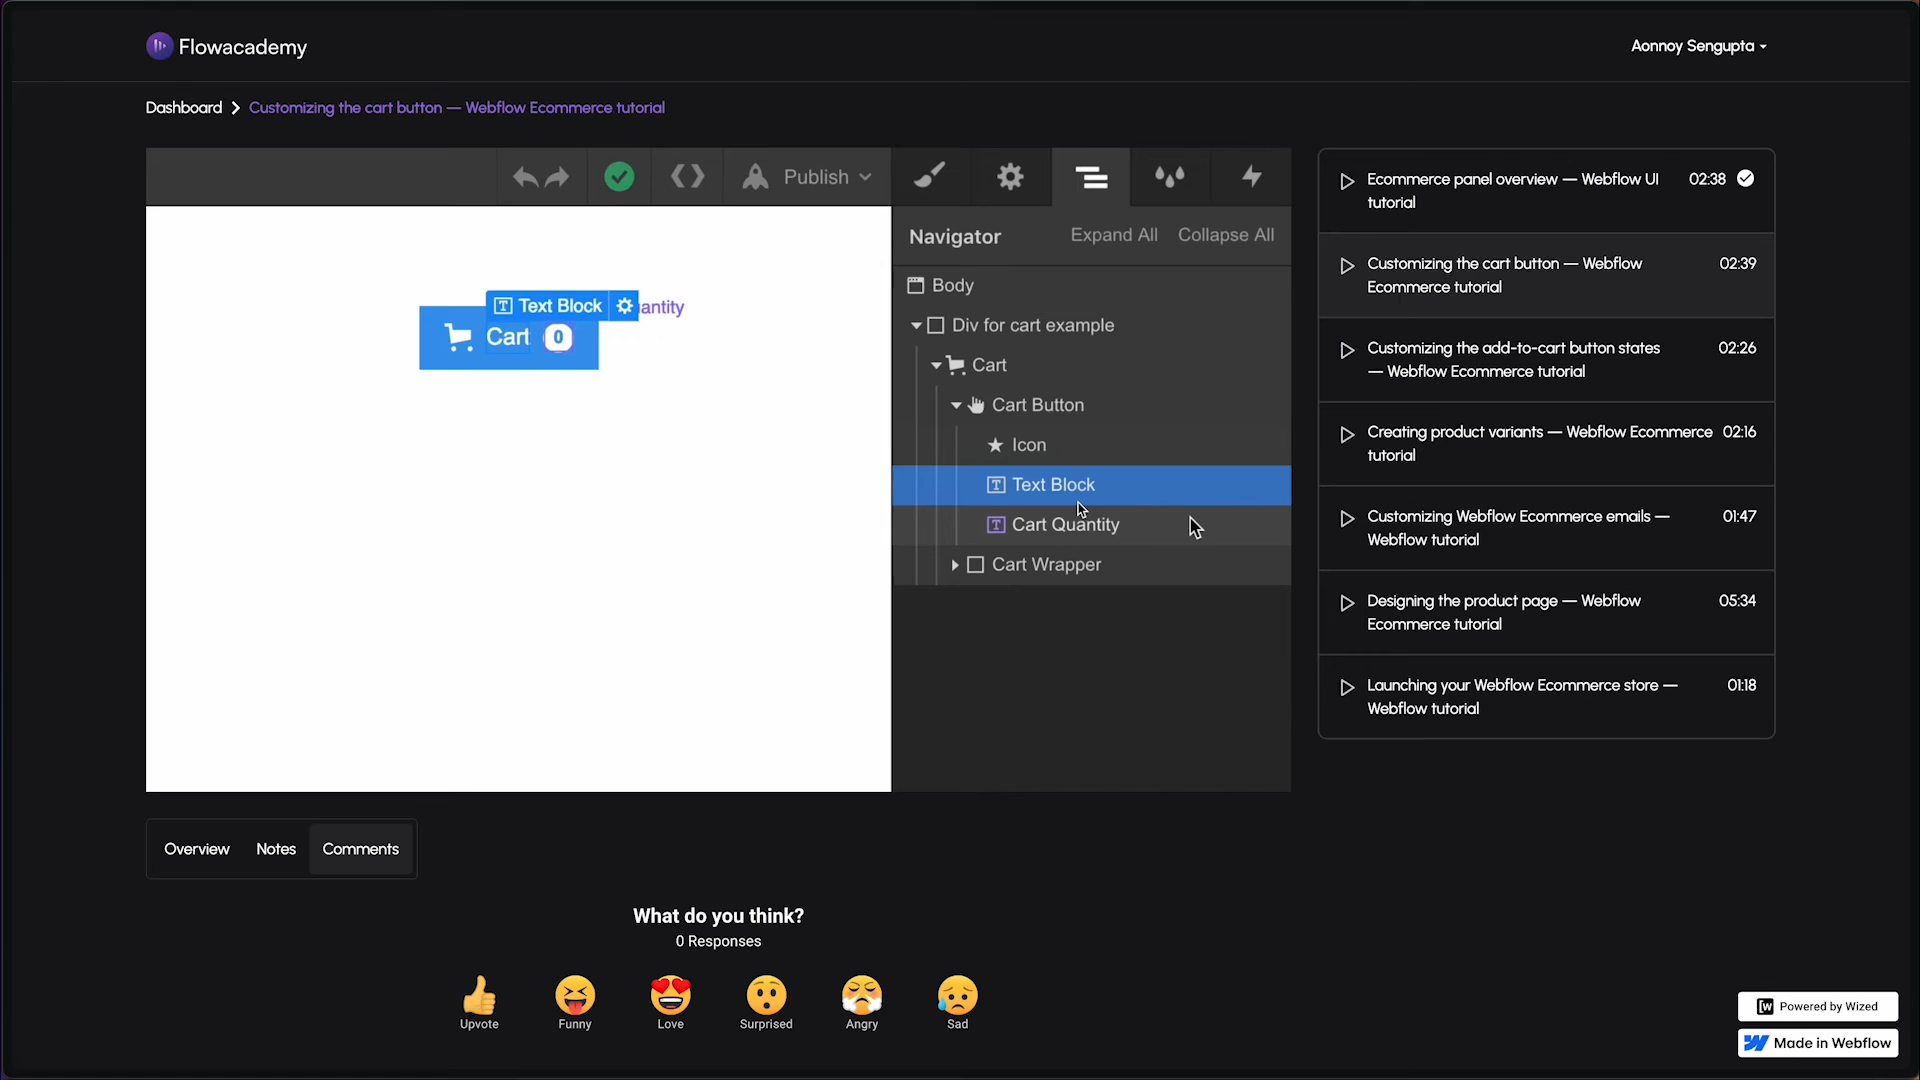 Flowacademy
Aonnoy Sengupta
Dashboard
Customizing the cart button — Webflow Ecommerce tutorial
Publish
Navigator
Expand All
Collapse All
Body
Div for cart example
Cart
Cart Button
Icon
Text Block
Cart Quantity
Cart Wrapper
Text Block
antity
Cart
0
Ecommerce panel overview — Webflow UI 02:38
tutorial
Customizing the cart button — Webflow 02:39
Ecommerce tutorial
Customizing the add-to-cart button states 02:26
— Webflow Ecommerce tutorial
Creating product variants — Webflow Ecommerce 02:16
tutorial
Customizing Webflow Ecommerce emails — 01:47
Webflow tutorial
Designing the product page — Webflow 05:34
Ecommerce tutorial
Launching your Webflow Ecommerce store — 01:18
Webflow tutorial
Overview
Notes
Comments
What do you think?
0 Responses
Upvote
Funny
Love
Surprised
Angry
Sad
Powered by Wized
Made in Webflow